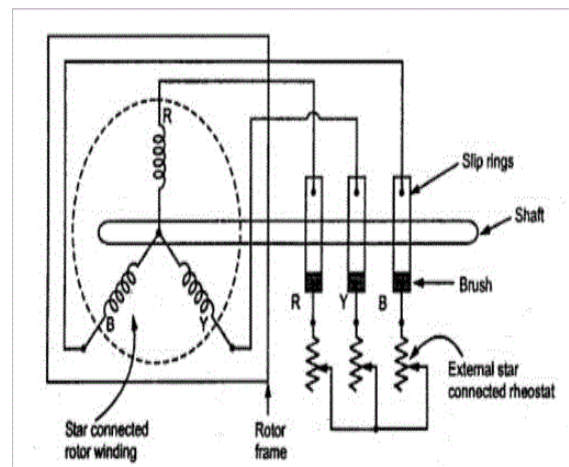 R
Slip rings
Shaft
Brush
R Y B
B Y
External star
connected rheostat
Star connected
rotor winding
Rotor
frame